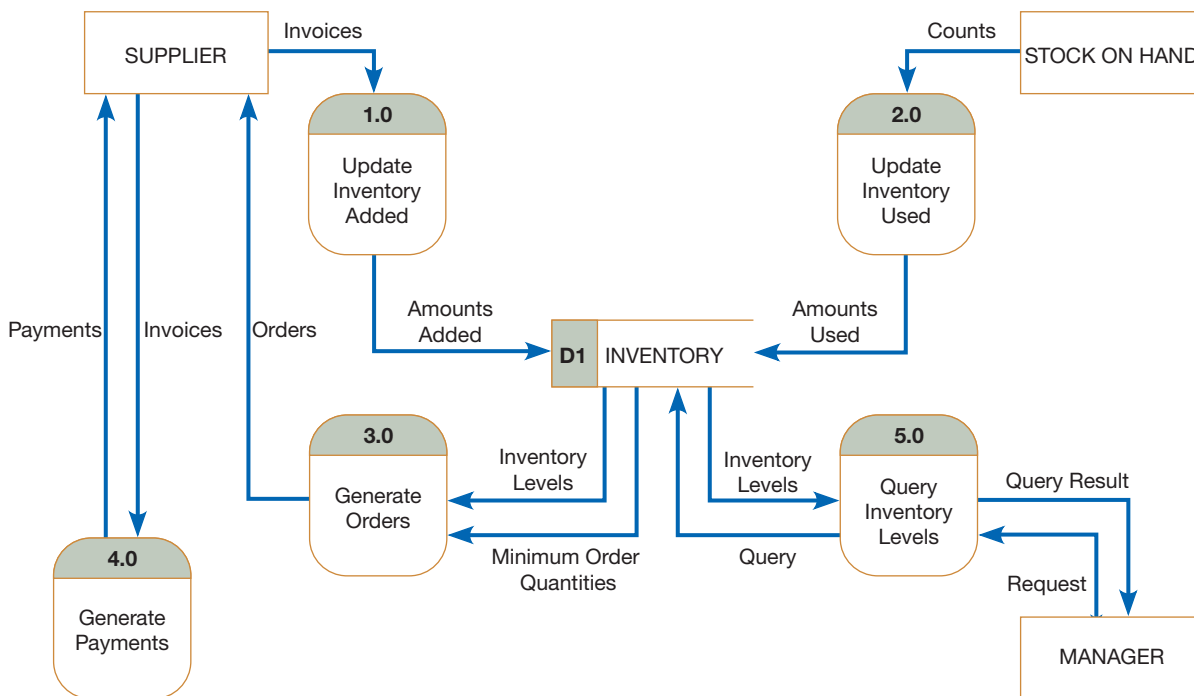 Invoices
SUPPLIER
Counts
STOCK ON HAND
1.0
Update
Inventory
Added
2.0
Update
Inventory
Used
Payments
Invoices
Orders
Amounts
Added
D1 INVENTORY
Amounts
Used
3.0
Generate
Orders
Inventory
Levels
Minimum Order
Quantities
Inventory
Levels
Query
5.0
Query
Inventory
Levels
Query Result
Request
4.0
Generate
Payments
MANAGER